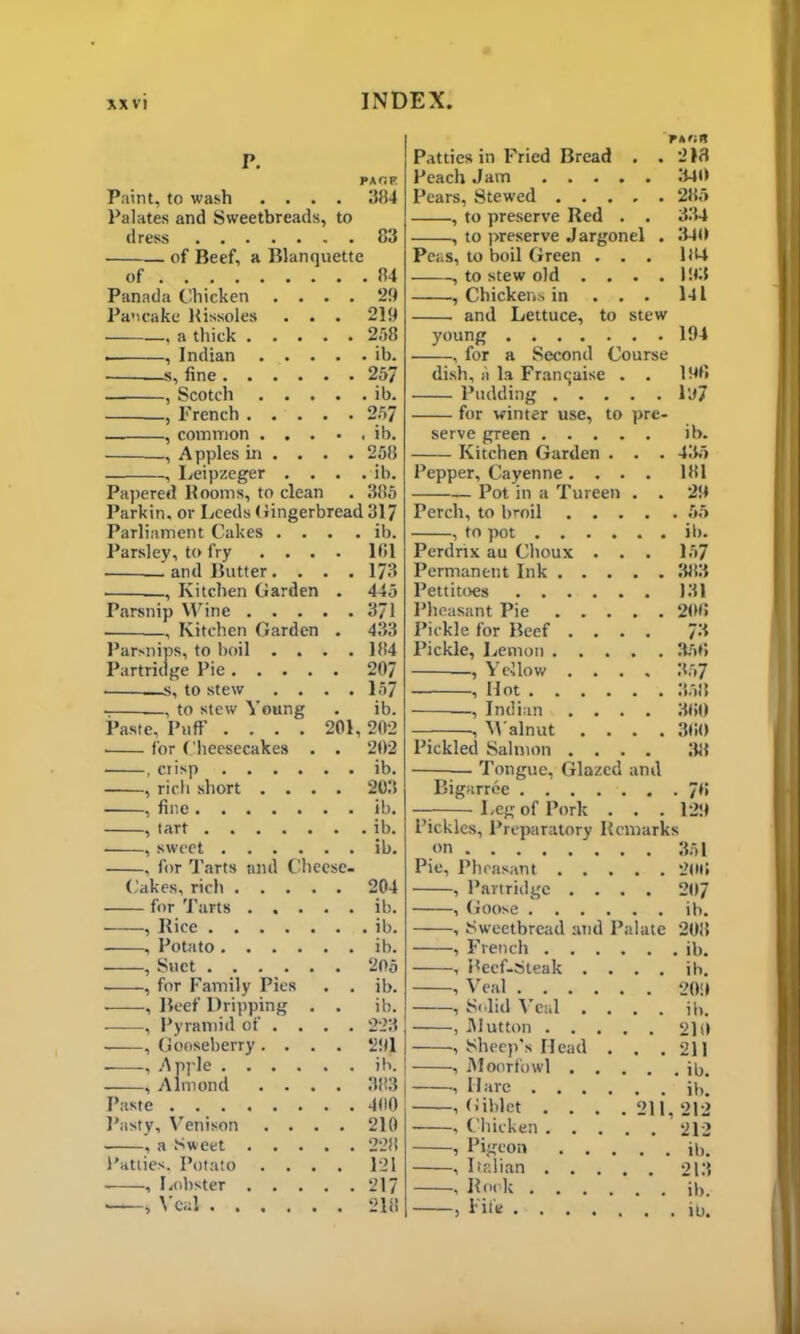 xxvi INDEX.
P.
PAGE
Paint, to wash . . . . 384
Palates and Sweetbreads, to
dress . . . . . . . 83
—— of Beef, a Blanquette
of . . . . . . . . . 84
Panada Chicken . . . . 29
Pancake Rissoles . . . 219
——, a thick . . . . . 258
——, Indian . . . . . ib.
——s, fine . . . . . . 257
——, Scotch . . . . . ib.
——, French . . . . . 257
——, common . . . . . ib.
——, Apples in . . . . 258
——, Leipzeger . . . . ib.
Papered Rooms, to clean . 385
Parkin, or Leeds Gingerbread 317
Parliament Cakes . . . . ib.
Parsley, to fry . . . . 161
—— and Butter. . . . 173
——, Kitchen Garden . 445
Parsnip Wine . . . . . 371
——, Kitchen Garden . 433
Parsnips, to boil . . . . 184
Partridge Pie . . . . . 207
——s, to stew . . . . 157
——, to stew Young . ib.
Paste, Puff . . . . 201, 202
—— for Cheesecakes . . 202
——, crisp . . . . . . ib.
——, rich short . . . . 203
——, fine . . . . . . . ib.
——, tart . . . . . . . ib.
——, sweet . . . . . . ib.
——, for Tarts and Cheese-
Cakes, rich . . . . . 204
—— for Tarts . . . . . ib.
——, Rice . . . . . . . ib.
——, Potato . . . . . . ib.
——, Suet . . . . . . 205
——, for Family Pies . . ib.
——, Beef Dripping . . ib.
——, Pyramid of . . . . 223
——, Gooseberry . . . . 291
——, Apple . . . . . . ib.
——, Almond . . . . 383
Paste . . . . . . . . 400
Pasty, Venison . . . . 210
——, a Sweet . . . . . 228
Patties, Potato . . . . 121
——, Lobster . . . . . 217
——, Veal . . . . . . 218
PAGE
Patties in Fried Bread . . 218
Peach Jam . . . . . 340
Pears, Stewed . . . . . 285
——, to preserve Red . . 334
——, to preserve Jargonel . 340
Peas, to boil Green . . . 184
——, to stew old . . . . 193
——, Chickens in . . . 141
—— and Lettuce, to stew
young . . . . . . . 194
——, for a Second Course
dish, à la Française . . 196
—— Pudding . . . . . 197
—— for winter use, to pre-
serve green . . . . . ib.
—— Kitchen Garden . . . 435
Pepper, Cayenne . . . . 181
—— Pot in a Tureen . . 29
Perch, to broil . . . . . 55
——, to pot . . . . . . ib.
Perdrix au Choux . . . 157
Permanent Ink . . . . . 383
Pettitoes . . . . . . 131
Pheasant Pie . . . . . 206
Pickle for Beef . . . . 73
Pickle, Lemon . . . . . 356
——, Yellow . . . . 357
——, Hot . . . . . . 358
——, Indian . . . . 360
——, Walnut . . . . 360
Pickled Salmon . . . . 38
—— Tongue, Glazed and
Bigarrée . . . . . . . 76
—— Leg of Pork . . . 129
Pickles, Preparatory Remarks
on . . . . . . . . 351
Pie, Pheasant . . . . . 206
——, Partridge . . . . 207
——, Goose . . . . . . ib.
——, Sweetbread and Palate 208
——, French . . . . . . ib.
——, Beef-Steak . . . . ib.
——, Veal . . . . . . 209
——, Solid Veal . . . . ib.
——, Mutton . . . . . 210
——, Sheep's Head . . . 211
——, Moorfowl . . . . . ib.
——, Hare . . . . . . ib.
——, Giblet . . . . 211, 212
——, Chicken . . . . . 212
——, Pigeon . . . . . ib.
——, Italian . . . . . 213
——, Rook . . . . . . ib.
——, Fife . . . . . . . ib.